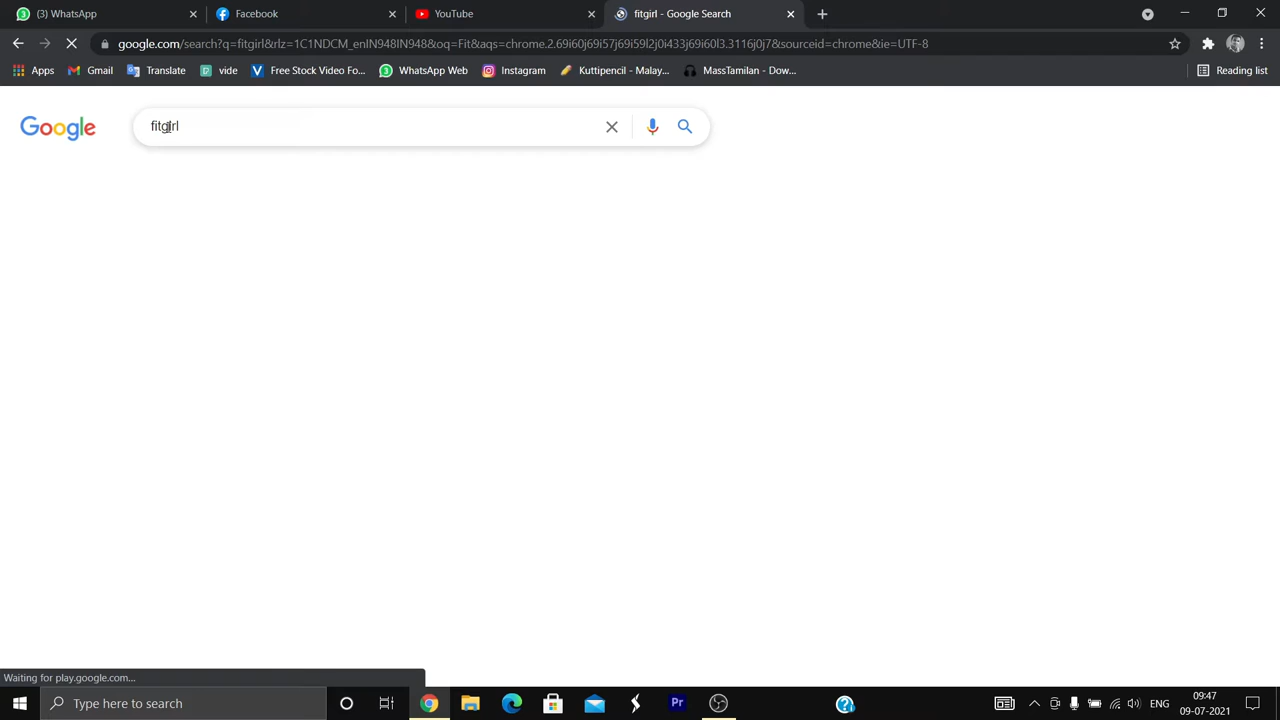 (3) WhatsApp
Facebook
YouTube
fitgirl - Google Search
google.com/search?q=fitgirl&rlz=1C1NDCM_enIN948IN948&oq=Fit&aqs=chrome.2.69i60j69i57j69i59l2j0i433j69i60l3.3116j0j7&sourceid=chrome&ie=UTF-8
Apps
Gmail
Translate
vide
Free Stock Video Fo...
3
WhatsApp Web
Instagram
Kuttipencil - Malay...
MassTamilan - Dow...
Reading list
Google
fitgirl
Waiting for play.google.com...
Type here to search
Pr
ENG
09:47
09-07-2021